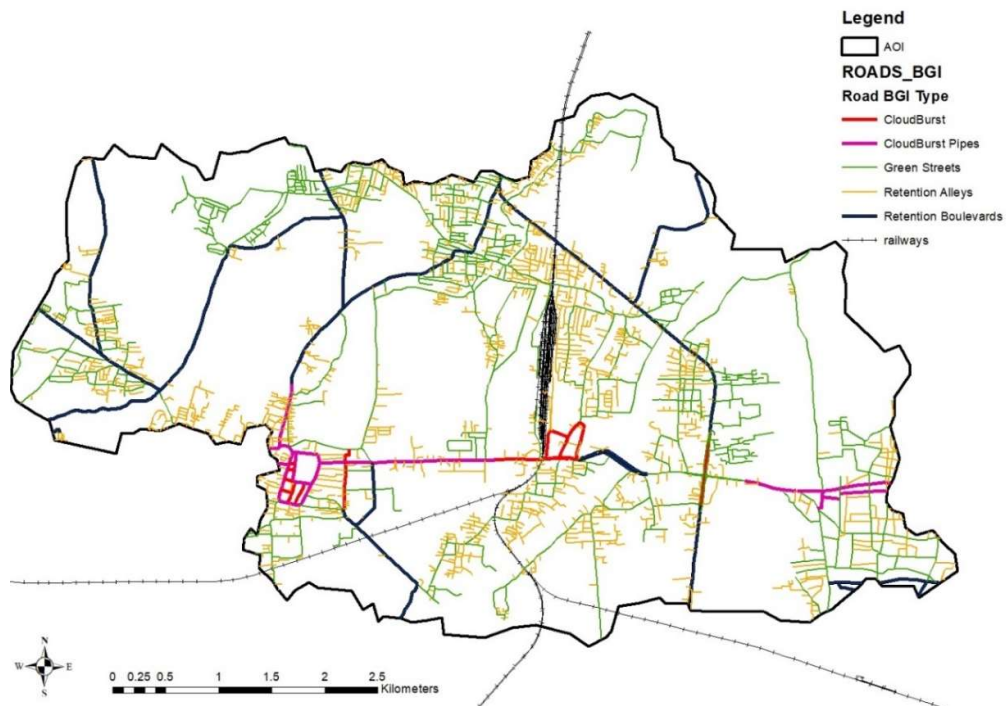 Legend
AOI
ROADS_BGI
Road BGI Type
CloudBurst
CloudBurst Pipes
Green Streets
Retention Alleys
Retention Boulevards
railways
N
W E
S
0 0.25 0.5 1 1.5 2 2.5
Kilometers